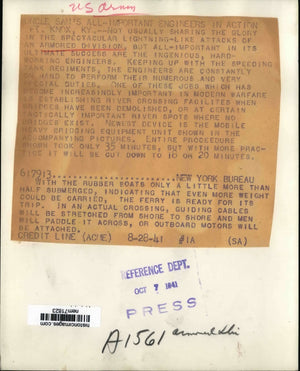 US Army
UNCLE SAM'S ALL-IMPORTANT ENGINEERS IN ACTION
FT. KNOX, KY.--NOT USUALLY SHARING THE GLORY
IN THE SPECTACULAR LIGHTNING-LIKE ATTACKS OF
AN ARMORED DIVISION, BUT ALL-IMPORTANT IN ITS
ULTIMATE SUCCESS ARE THE INGENIOUS, HARD-
WORKING ENGINEERS. KEEPING UP WITH THE SPEEDING
TANK REGIMENTS, THE ENGINEERS ARE CONSTANTLY
HAND TO PERFORM THEIR NUMEROUS AND VERY
SPECIAL DUTIES. ONE OF THESE JOBS WHICH HAS
BECOME INCREASINGLY IMPORTANT IN MODERN WARFARE
IS ESTABLISHING RIVER CROSSING FACILITIES WHEN
BRIDGES HAVE BEEN DEMOLISHED, OR AT CERTAIN
IMPORTANT RIVER SPOTS WHERE NO
BRIDGES EXIST. NEWEST DEVICE IS THE MOBILE
HEAVY BRIDGING EQUIPMENT UNIT SHOWN IN THE
ACCOMPANYING PICTURES. ENTIRE PROCEDURE
SHOWN TOOK ONLY 35 MINUTES, BUT WITH MORE PRAC-
TICE IT WILL BE CUT DOWN TO 15 OR 20 MINUTES.
617913 NEW YORK BUREAU
WITH THE RUBBER BOATS ONLY A LITTLE MORE THAN
HALF SUBMERGED, INDICATING THAT EVEN MORE WEIGHT
COULD BE CARRIED, THE FERRY IS READY FOR ITS
TRIP. IN AN ACTUAL CROSSING, GUIDING CABLES
WILL BE STRETCHED FROM SHORE TO SHORE AND MEN
WILL PADDLE IT ACROSS, OR OUTBOARD MOTORS WILL
BE ATTACHED.
CREDIT LINE (ACME) 8-28-41 #1A (SA)
REFERENCE DEPT.
OCT 7 1941
PRESS
historicimages.com
nem71823
A1561